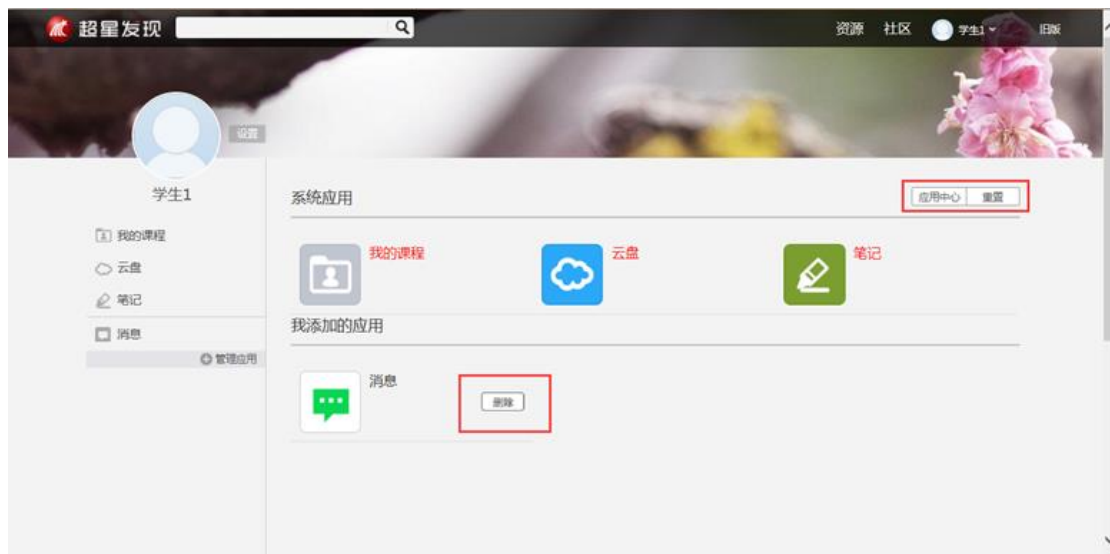 超星发现
资源 社区 学生1 旧版
设置
学生1
系统应用
应用中心 重置
我的课程
云盘
笔记
消息
管理应用
我的课程
云盘
笔记
我添加的应用
消息
删除